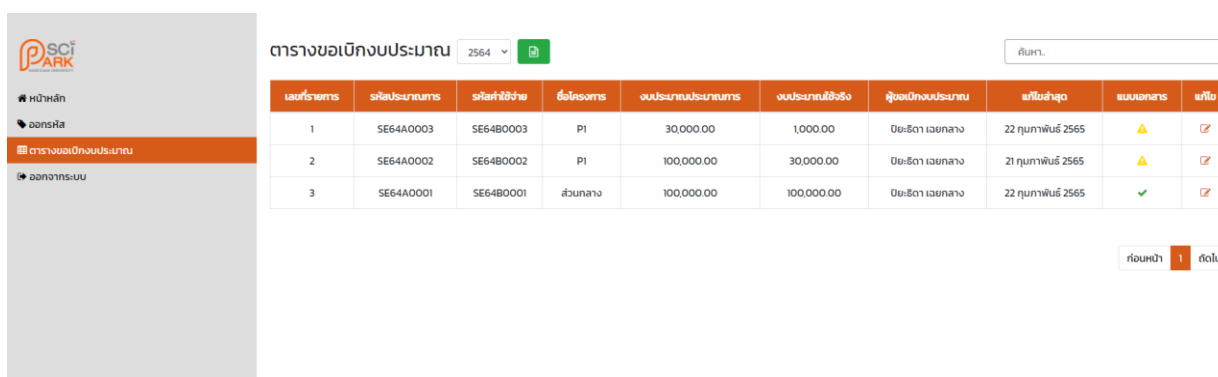 SCi
PARK
ตารางขอเบิกงบประมาณ 2564
ค้นหา..
หน้าหลัก
ออกรหัส
ตารางขอเบิกงบประมาณ
ออกจากระบบ
เลขที่รายการ รหัสประมาณการ รหัสค่าใช้จ่าย ชื่อโครงการ งบประมาณประมาณการ งบประมาณใช้จริง ผู้ขอเบิกงบประมาณ แก้ไขล่าสุด แนบเอกสาร แก้ไข
1 SE64A0003 SE64B0003 P1 30,000.00 1,000.00 ปิยะธิดา เฉยกลาง 22 กุมภาพันธ์ 2565
2 SE64A0002 SE64B0002 P1 100,000.00 30,000.00 ปิยะธิดา เฉยกลาง 21 กุมภาพันธ์ 2565
3 SE64A0001 SE64B0001 ส่วนกลาง 100,000.00 100,000.00 ปิยะธิดา เฉยกลาง 22 กุมภาพันธ์ 2565
ก่อนหน้า 1